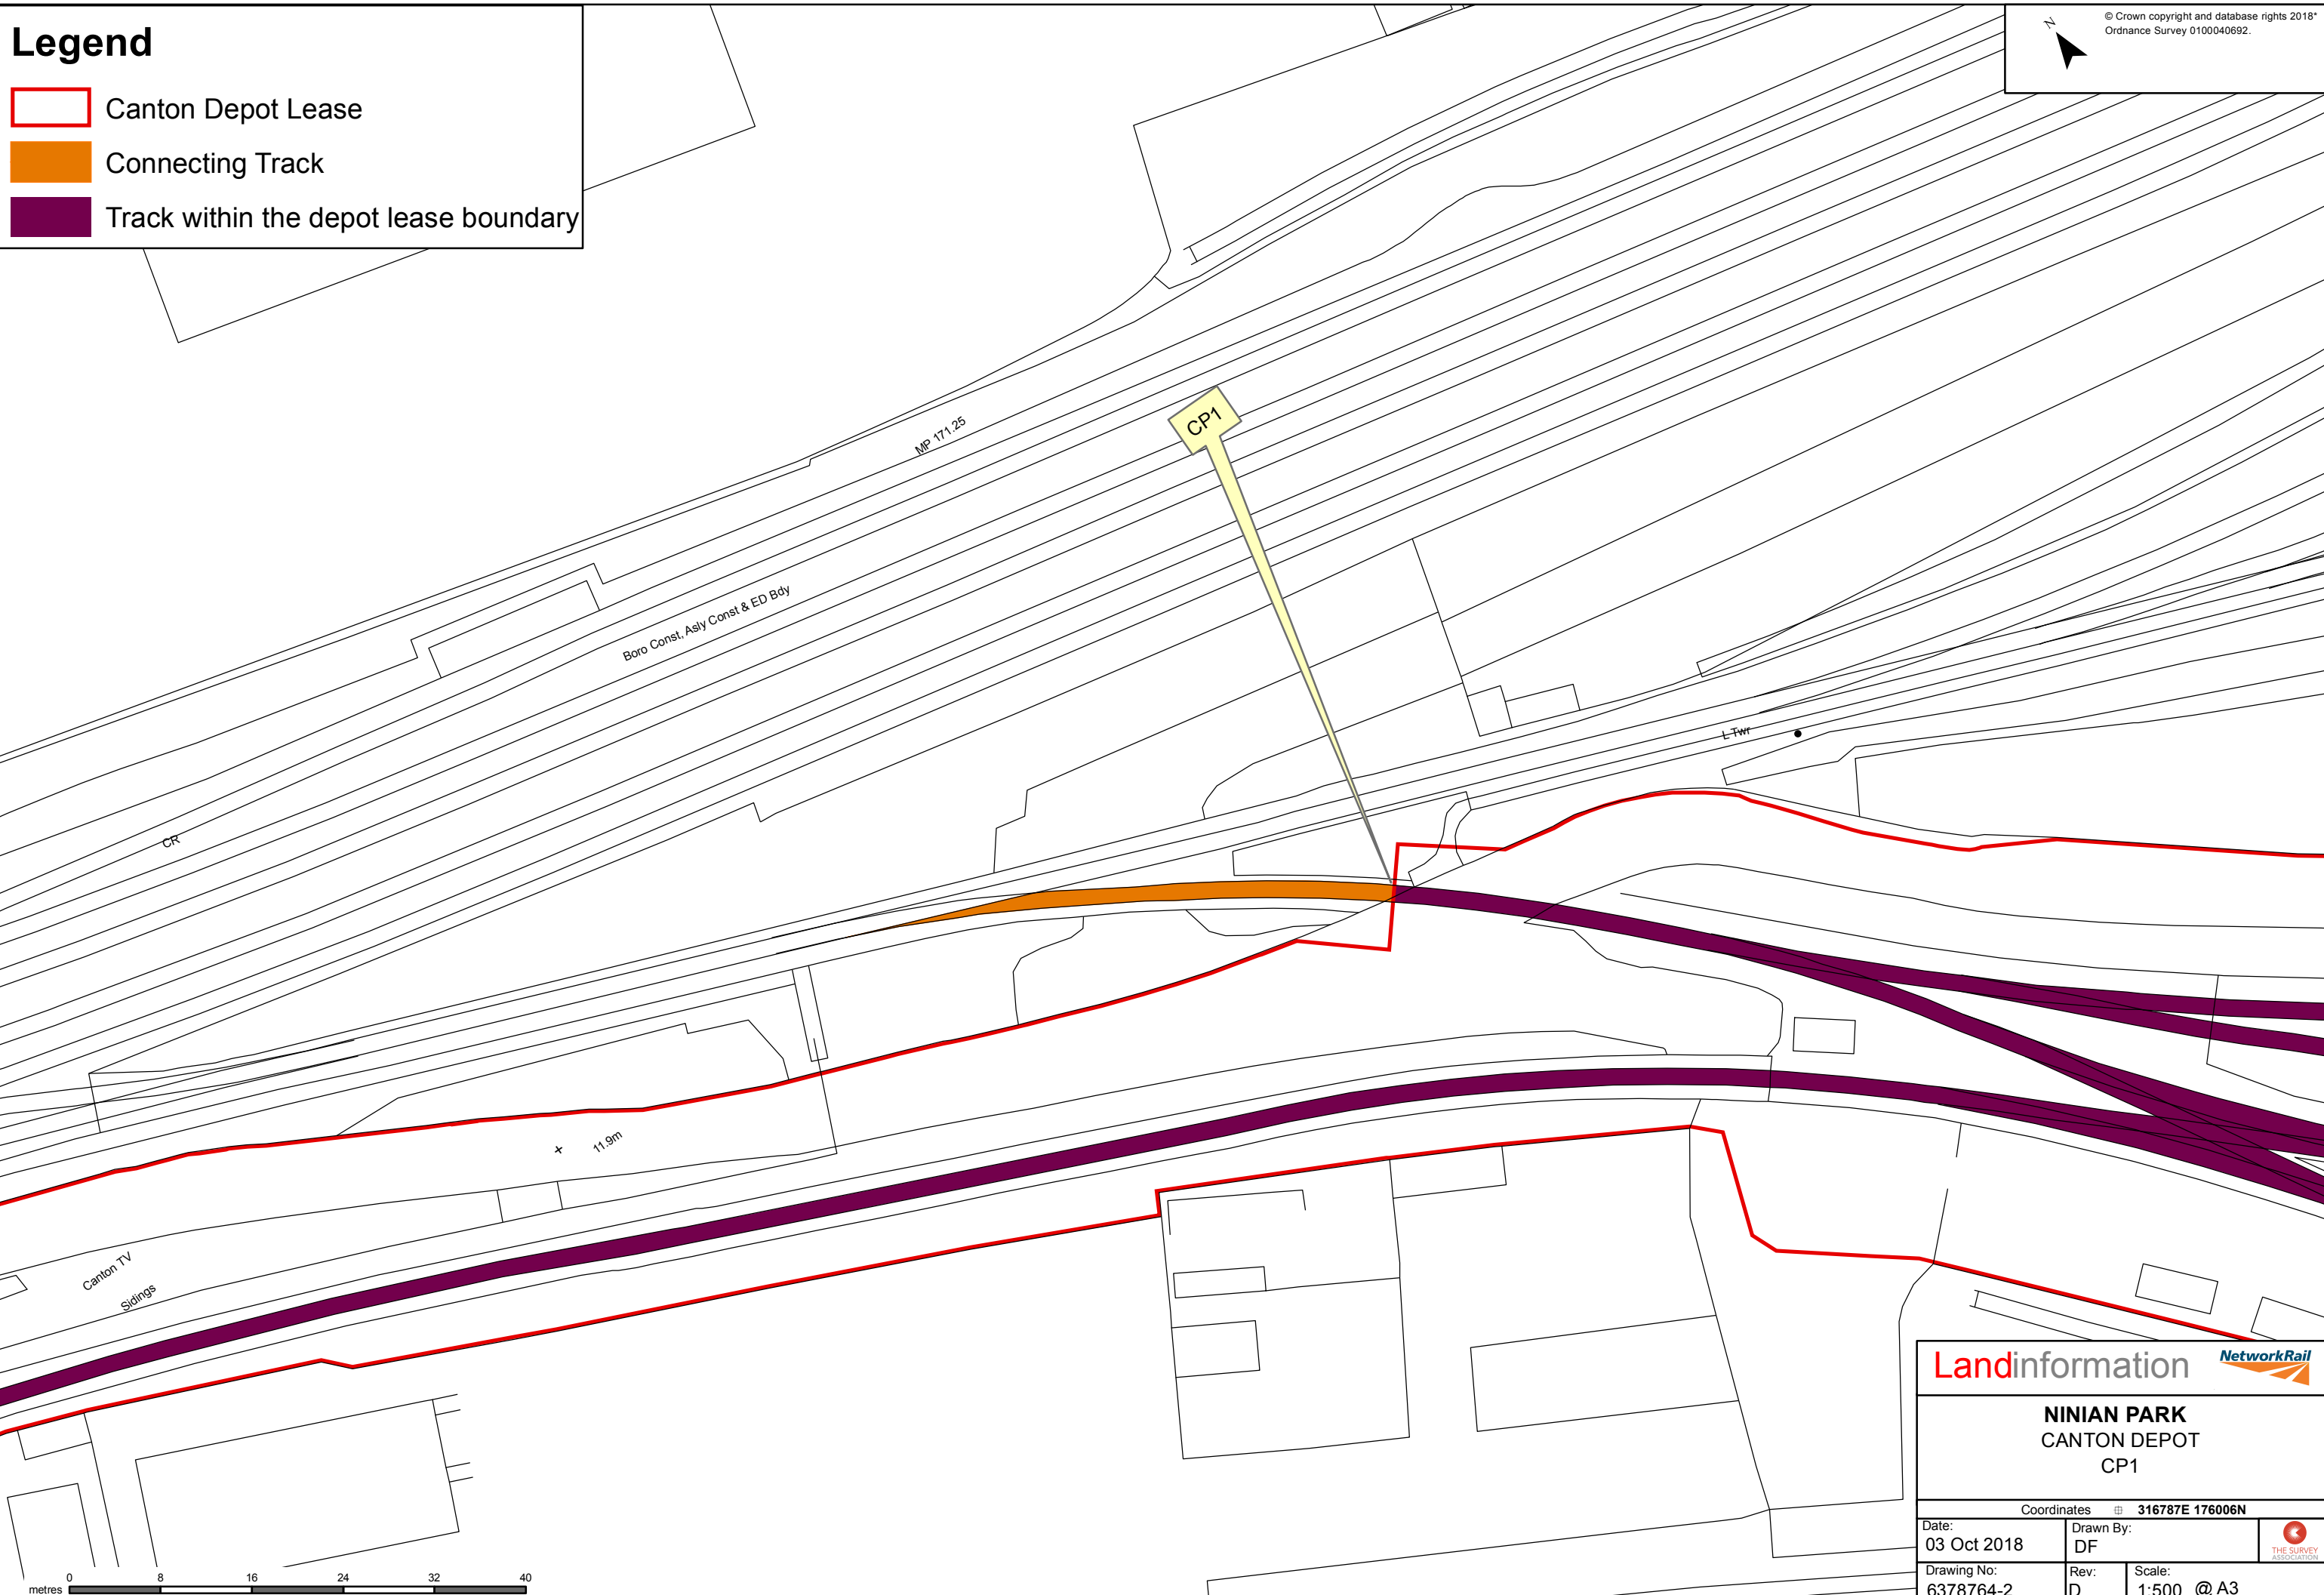 Legend
Canton Depot Lease
Connecting Track
Track within the depot lease boundary
N
© Crown copyright and database rights 2018*
Ordnance Survey 0100040692.
CP1
MP 171.25
Boro Const, Asly Const & ED Bdy
CR
L Twr
11.9m
Canton TV
Sidings
metres 0 8 16 24 32 40
Landinformation
NetworkRail
NINIAN PARK
CANTON DEPOT
CP1
Coordinates 316787E 176006N
Date:
03 Oct 2018
Drawn By:
DF
THE SURVEY
ASSOCIATION
Drawing No:
6378764-2
Rev:
D
Scale:
1:500 @ A3